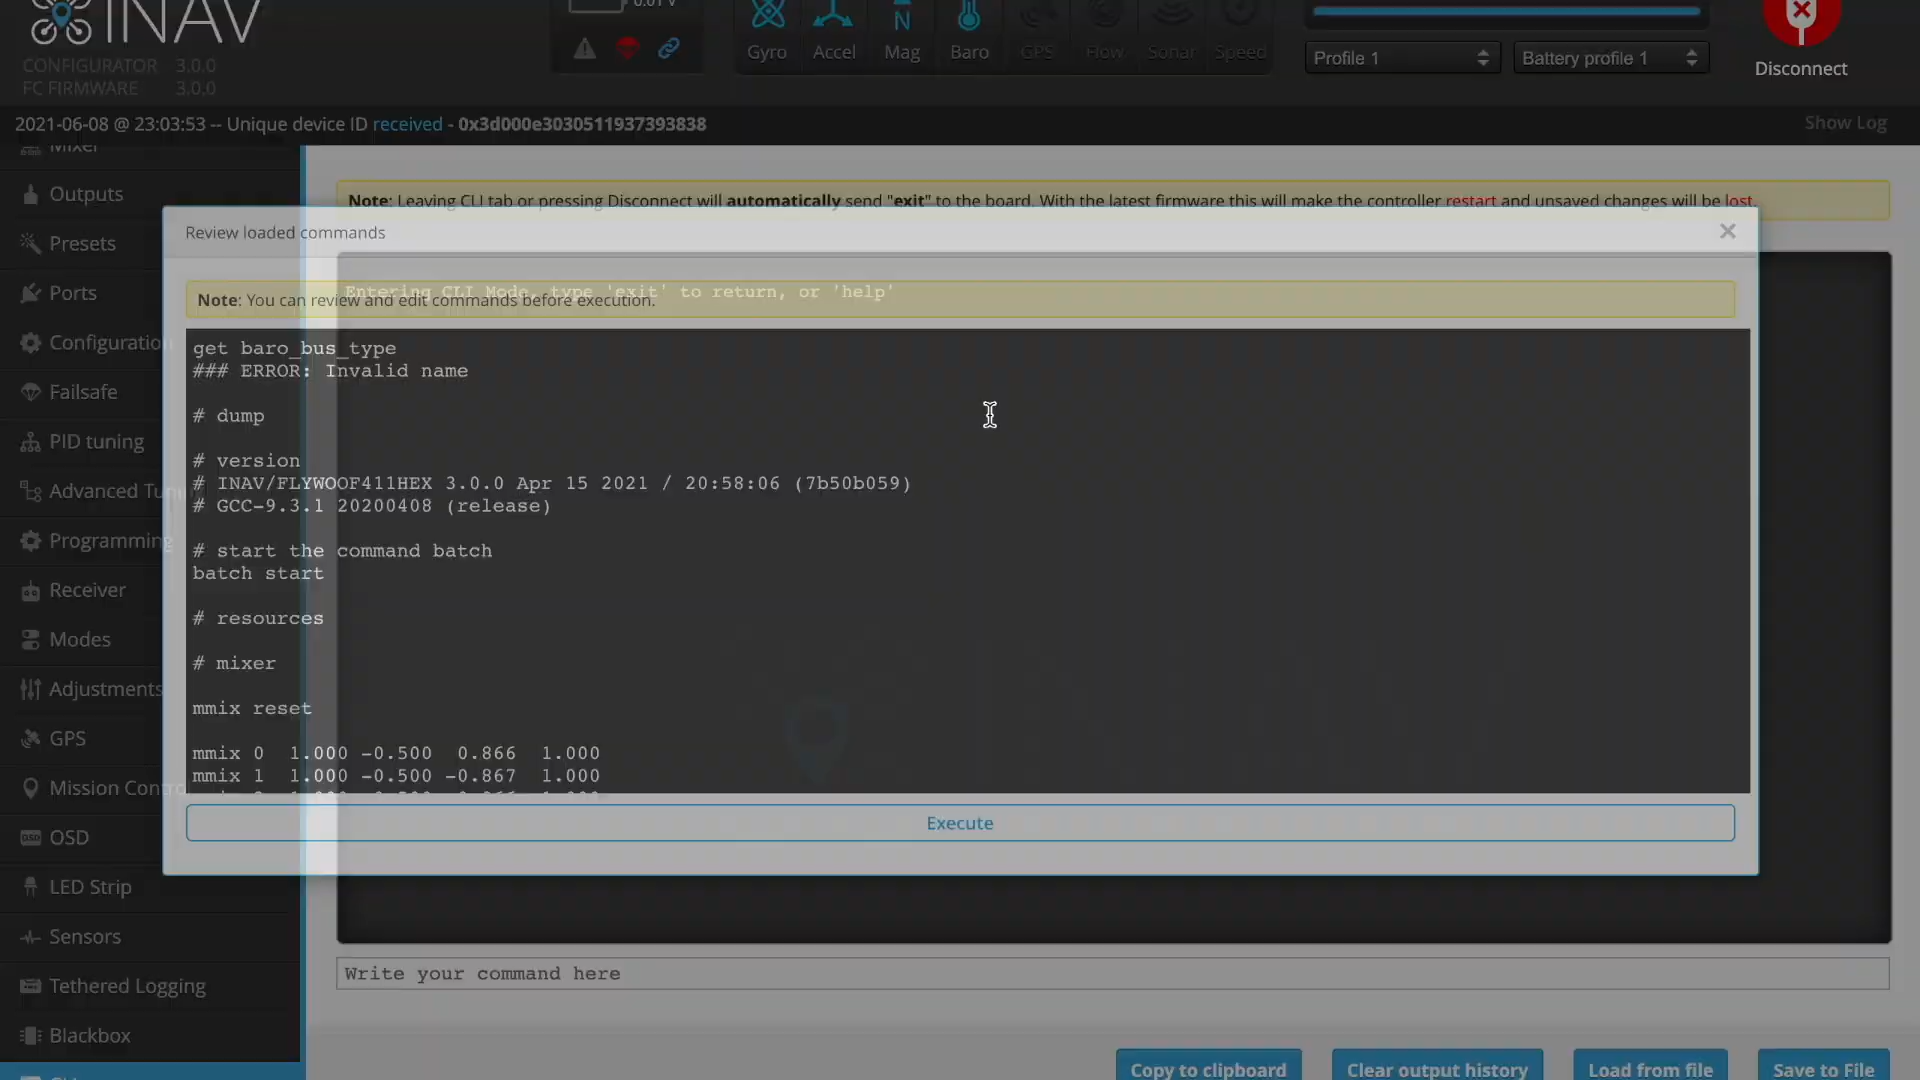 INAV
0.01 V
CONFIGURATOR 3.0.0
FC FIRMWARE 3.0.0
Gyro
Accel
Mag
Baro
GPS
Flow
Sonar
Speed
Profile 1
Battery profile 1
Disconnect
2021-06-08 @ 23:03:53 -- Unique device ID received - 0x3d000e3030511937393838
Show Log
Mixer
Outputs
Presets
Ports
Configuration
Failsafe
PID tuning
Advanced Tuning
Programming
Receiver
Modes
Adjustments
GPS
Mission Control
OSD
LED Strip
Sensors
Tethered Logging
Blackbox
Note: Leaving CLI tab or pressing Disconnect will automatically send "exit" to the board. With the latest firmware this will make the controller restart and unsaved changes will be lost.
Review loaded commands
Entering CLI Mode, type 'exit' to return, or 'help'
Note: You can review and edit commands before execution.
get baro_bus_type
### ERROR: Invalid name
# dump
# version
# INAV/FLYWOOF411HEX 3.0.0 Apr 15 2021 / 20:58:06 (7b50b059)
# GCC-9.3.1 20200408 (release)
# start the command batch
batch start
# resources
# mixer
mmix reset
mmix 0 1.000 -0.500 0.866 1.000
mmix 1 1.000 -0.500 -0.867 1.000
Execute
Write your command here
Copy to clipboard
Clear output history
Load from file
Save to File